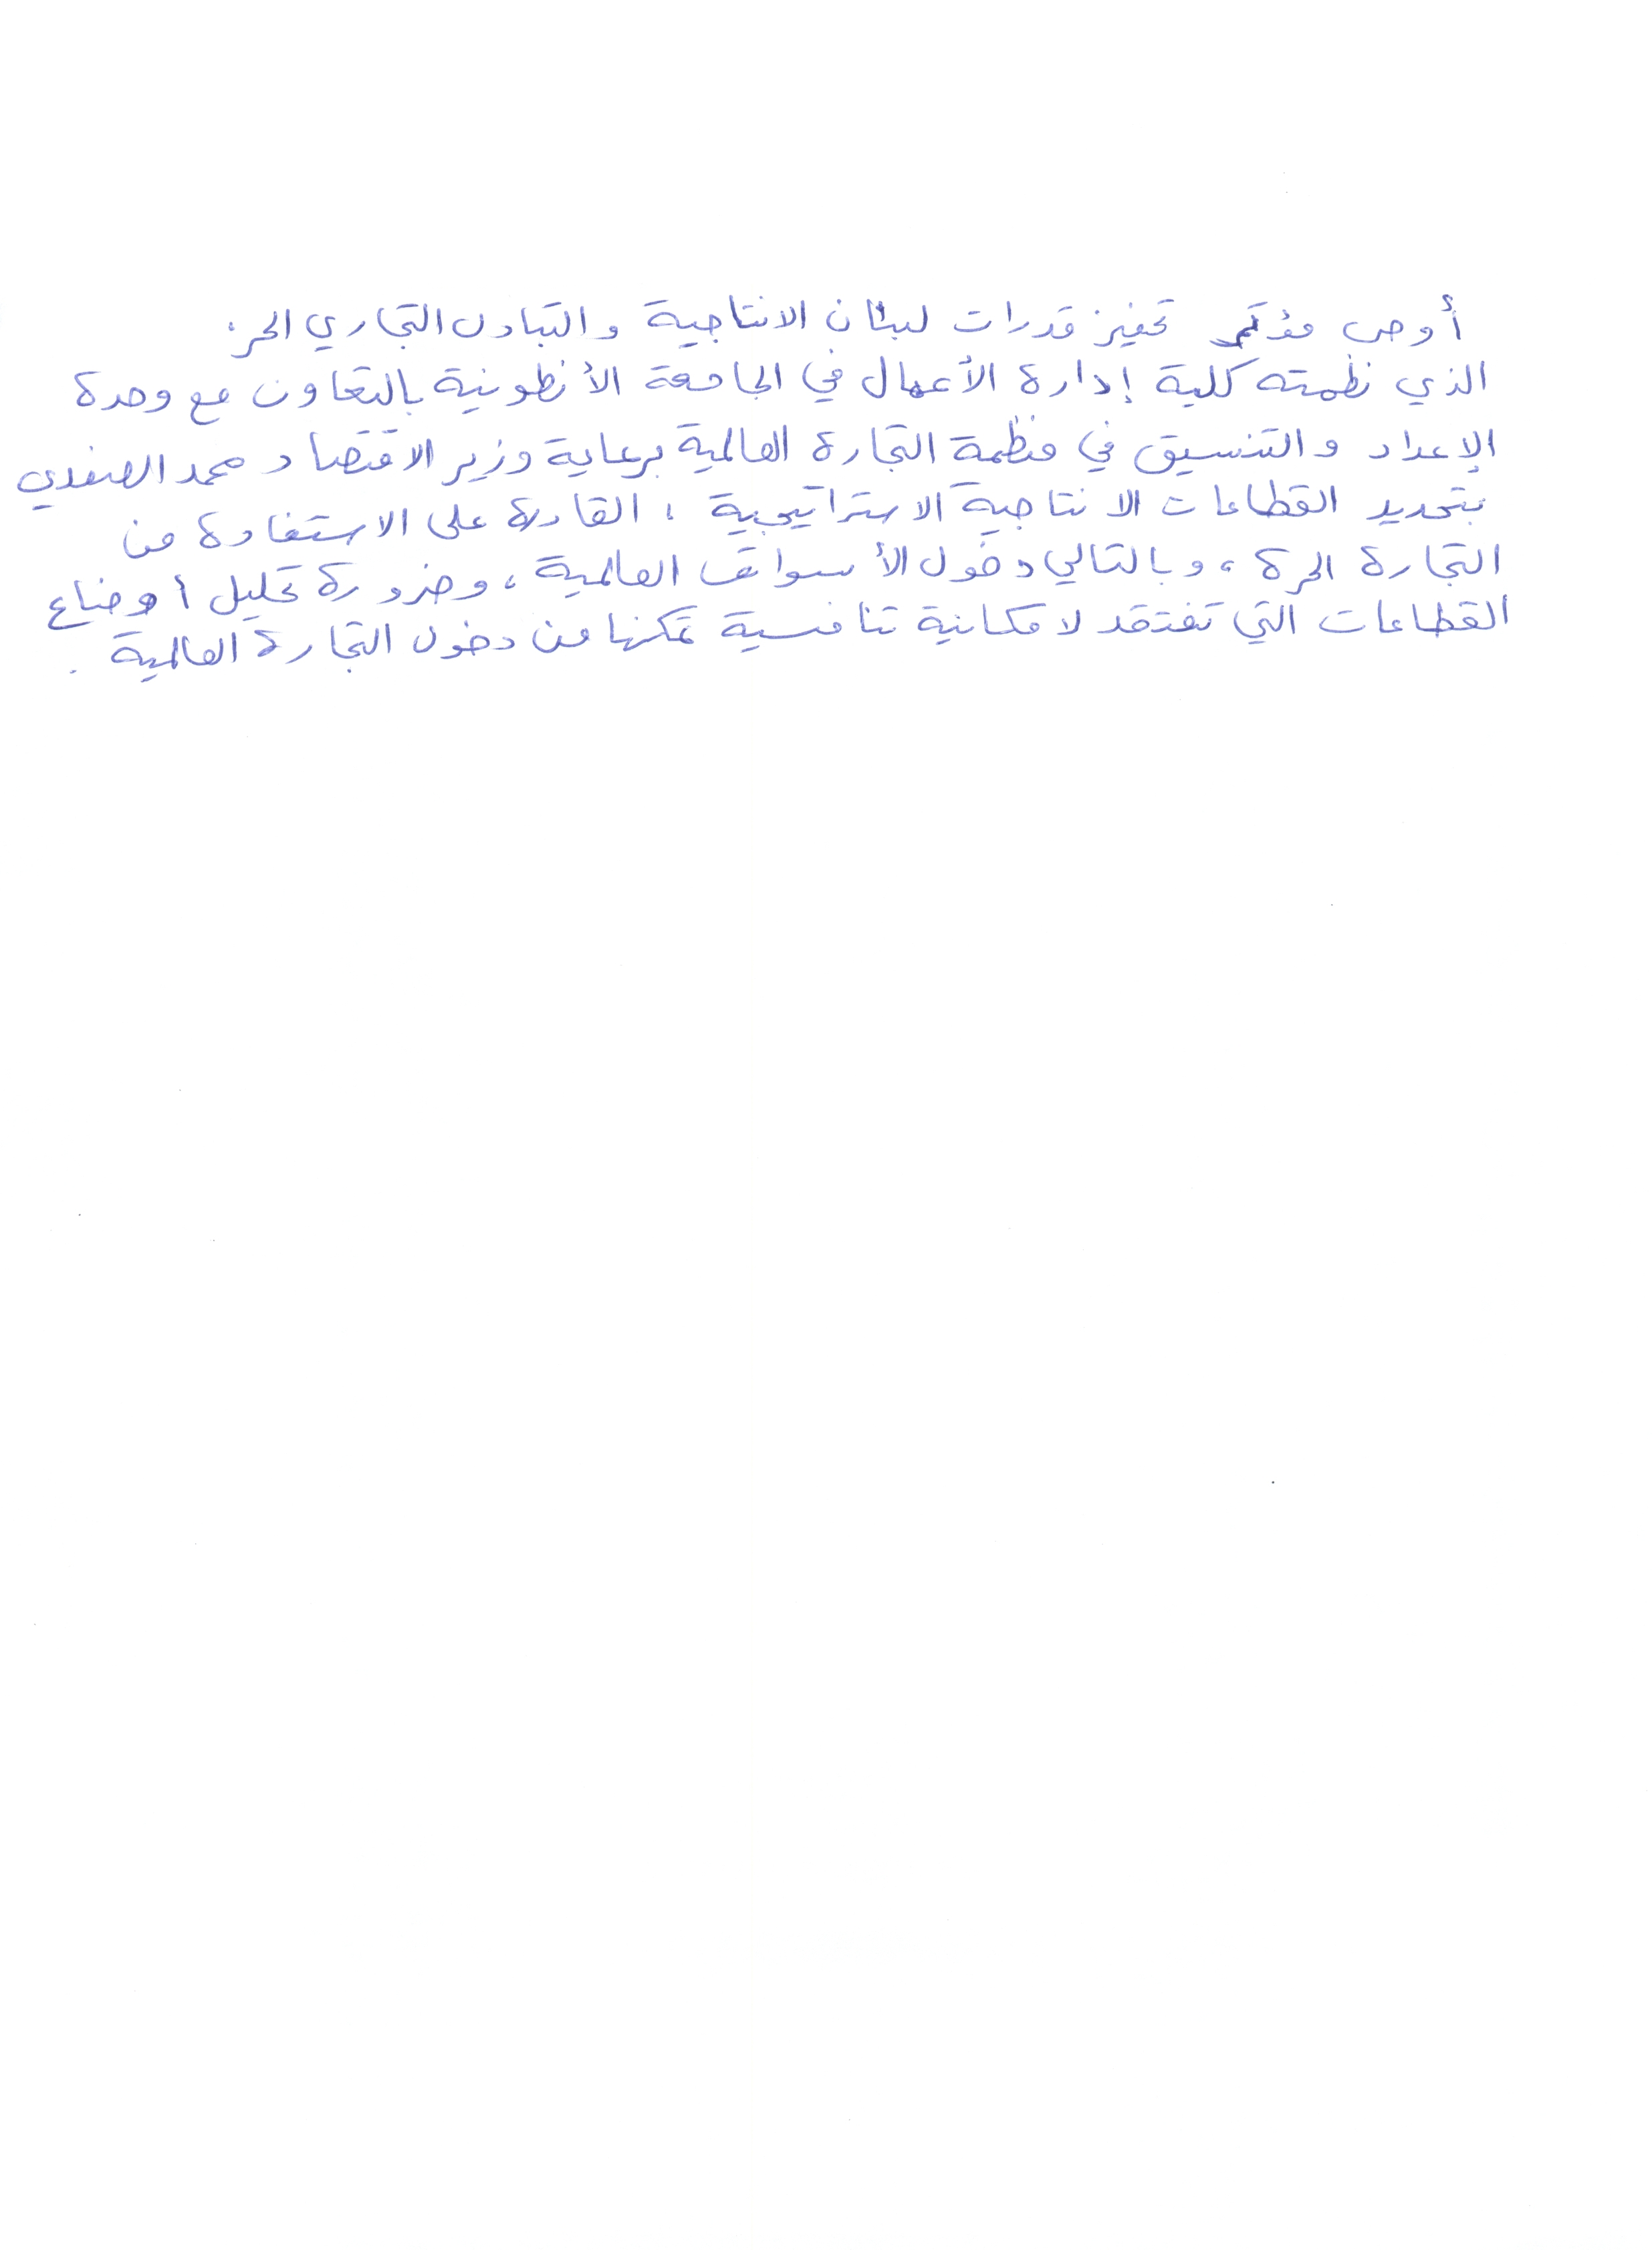 أوصى مؤتمر تحفيز قدرات لبنان الانتاجية والتبادل التجاري الحر.
الذي نظمته كلية إدارة الأعمال في الجامعة الأنطونية بالتعاون مع وحدة
الإعداد والتنسيق في منظمة التجارة العالمية برعاية وزير الاقتصاد محمد الصفدي
بتحديد القطاعات الانتاجية الاستراتيجية ، القادرة على الاستفادة من
التجارة الحرة ، وبالتالي دخول الأسواق العالمية ، وضرورة تحليل أوضاع
القطاعات التي تفتقد لامكانية تنافسية تمكنها من دخول التجارة العالمية .